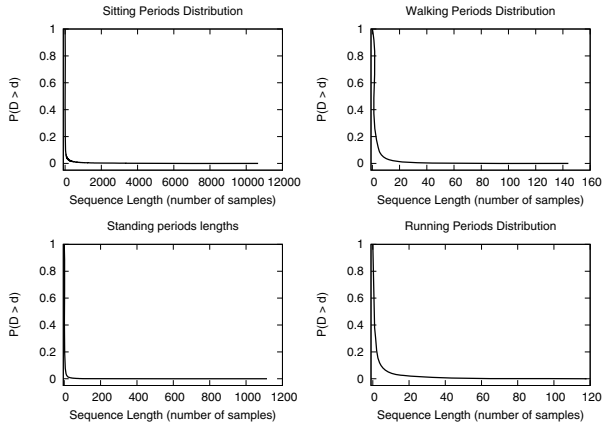 Sitting Periods Distribution
P(D > d)
1
0.8
0.6
0.4
0.2
0
0 2000 4000 6000 8000 10000 12000
Sequence Length (number of samples)
Walking Periods Distribution
P(D > d)
1
0.8
0.6
0.4
0.2
0
0 20 40 60 80 100 120 140 160
Sequence Length (number of samples)
Standing periods lengths
P(D > d)
1
0.8
0.6
0.4
0.2
0
0 200 400 600 800 1000 1200
Sequence Length (number of samples)
Running Periods Distribution
P(D > d)
1
0.8
0.6
0.4
0.2
0
0 20 40 60 80 100 120
Sequence Length (number of samples)